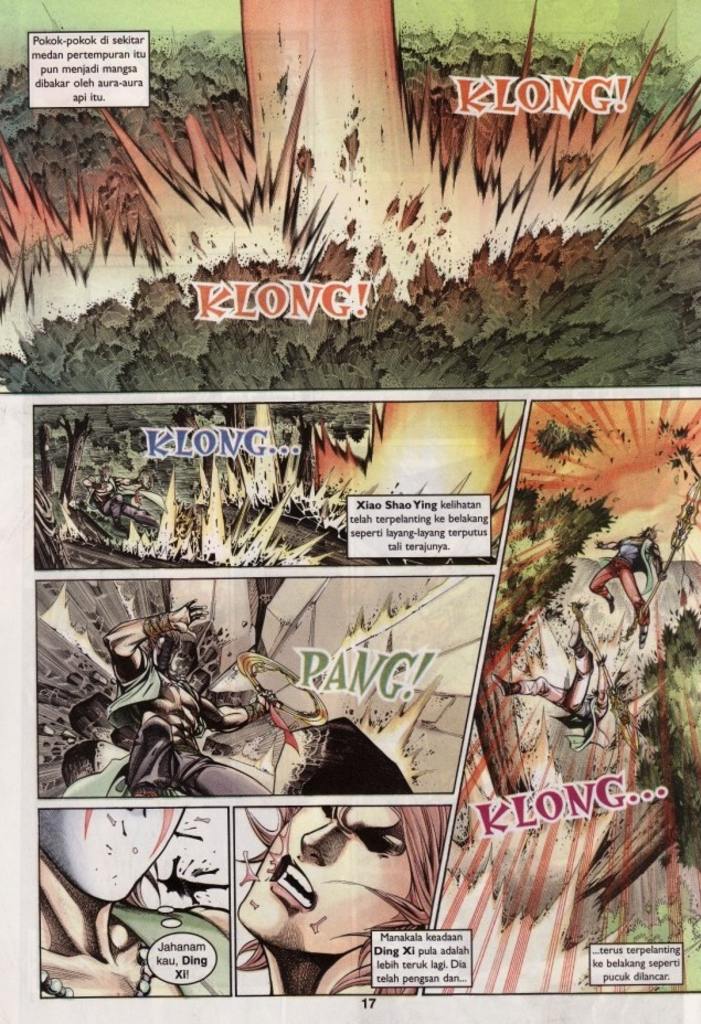 Pokok-pokok di sekitar
medan pertempuran itu
pun menjadi mangsa
dibakar oleh aura-aura
api itu.
KLONG!
KLONG!
KLONG...
Xiao Shao Ying kelihatan
telah terpelanting ke belakang
seperti layang-layang terputus
tali terajunya.
PANG!
Jahanam
kau, Ding
Xi!
Manakala keadaan
Ding Xi pula adalah
lebih teruk lagi. Dia
telah pengsan dan...
KLONG...
...terus terpelanting
ke belakang seperti
pucuk dilancar.
17